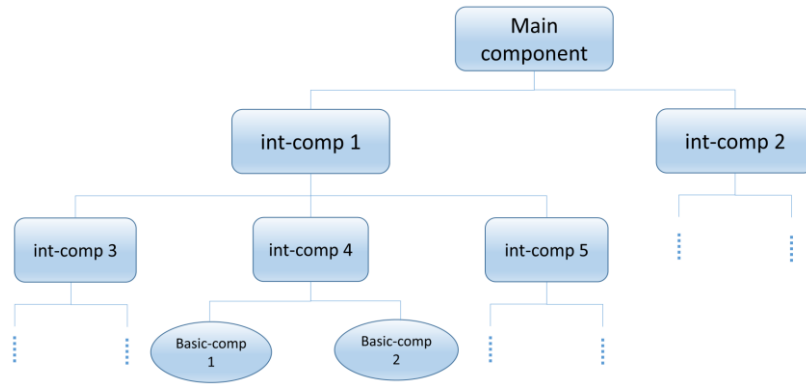 Main
component
int-comp 1
int-comp 2
int-comp 3
int-comp 4
int-comp 5
Basic-comp
1
Basic-comp
2